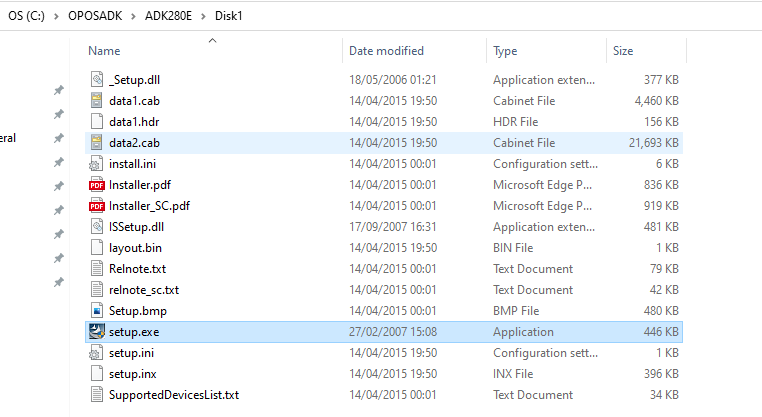 OS (C:) > OPOSADK > ADK280E > Disk1
Name Date modified Type Size
_Setup.dll 18/05/2006 01:21 Application exten... 377 KB
data1.cab 14/04/2015 19:50 Cabinet File 4,460 KB
data1.hdr 14/04/2015 19:50 HDR File 156 KB
eral
data2.cab 14/04/2015 19:50 Cabinet File 21,693 KB
install.ini 14/04/2015 00:01 Configuration sett... 6 KB
Installer.pdf 14/04/2015 00:01 Microsoft Edge P... 836 KB
Installer_SC.pdf 14/04/2015 00:01 Microsoft Edge P... 919 KB
ISSetup.dll 17/09/2007 16:31 Application exten... 481 KB
layout.bin 14/04/2015 19:50 BIN File 1 KB
Relnote.txt 14/04/2015 00:01 Text Document 79 KB
relnote_sc.txt 14/04/2015 00:01 Text Document 42 KB
Setup.bmp 14/04/2015 00:01 BMP File 480 KB
setup.exe 27/02/2007 15:08 Application 446 KB
setup.ini 14/04/2015 19:50 Configuration sett... 1 KB
setup.inx 14/04/2015 19:50 INX File 396 KB
SupportedDevicesList.txt 14/04/2015 00:01 Text Document 34 KB